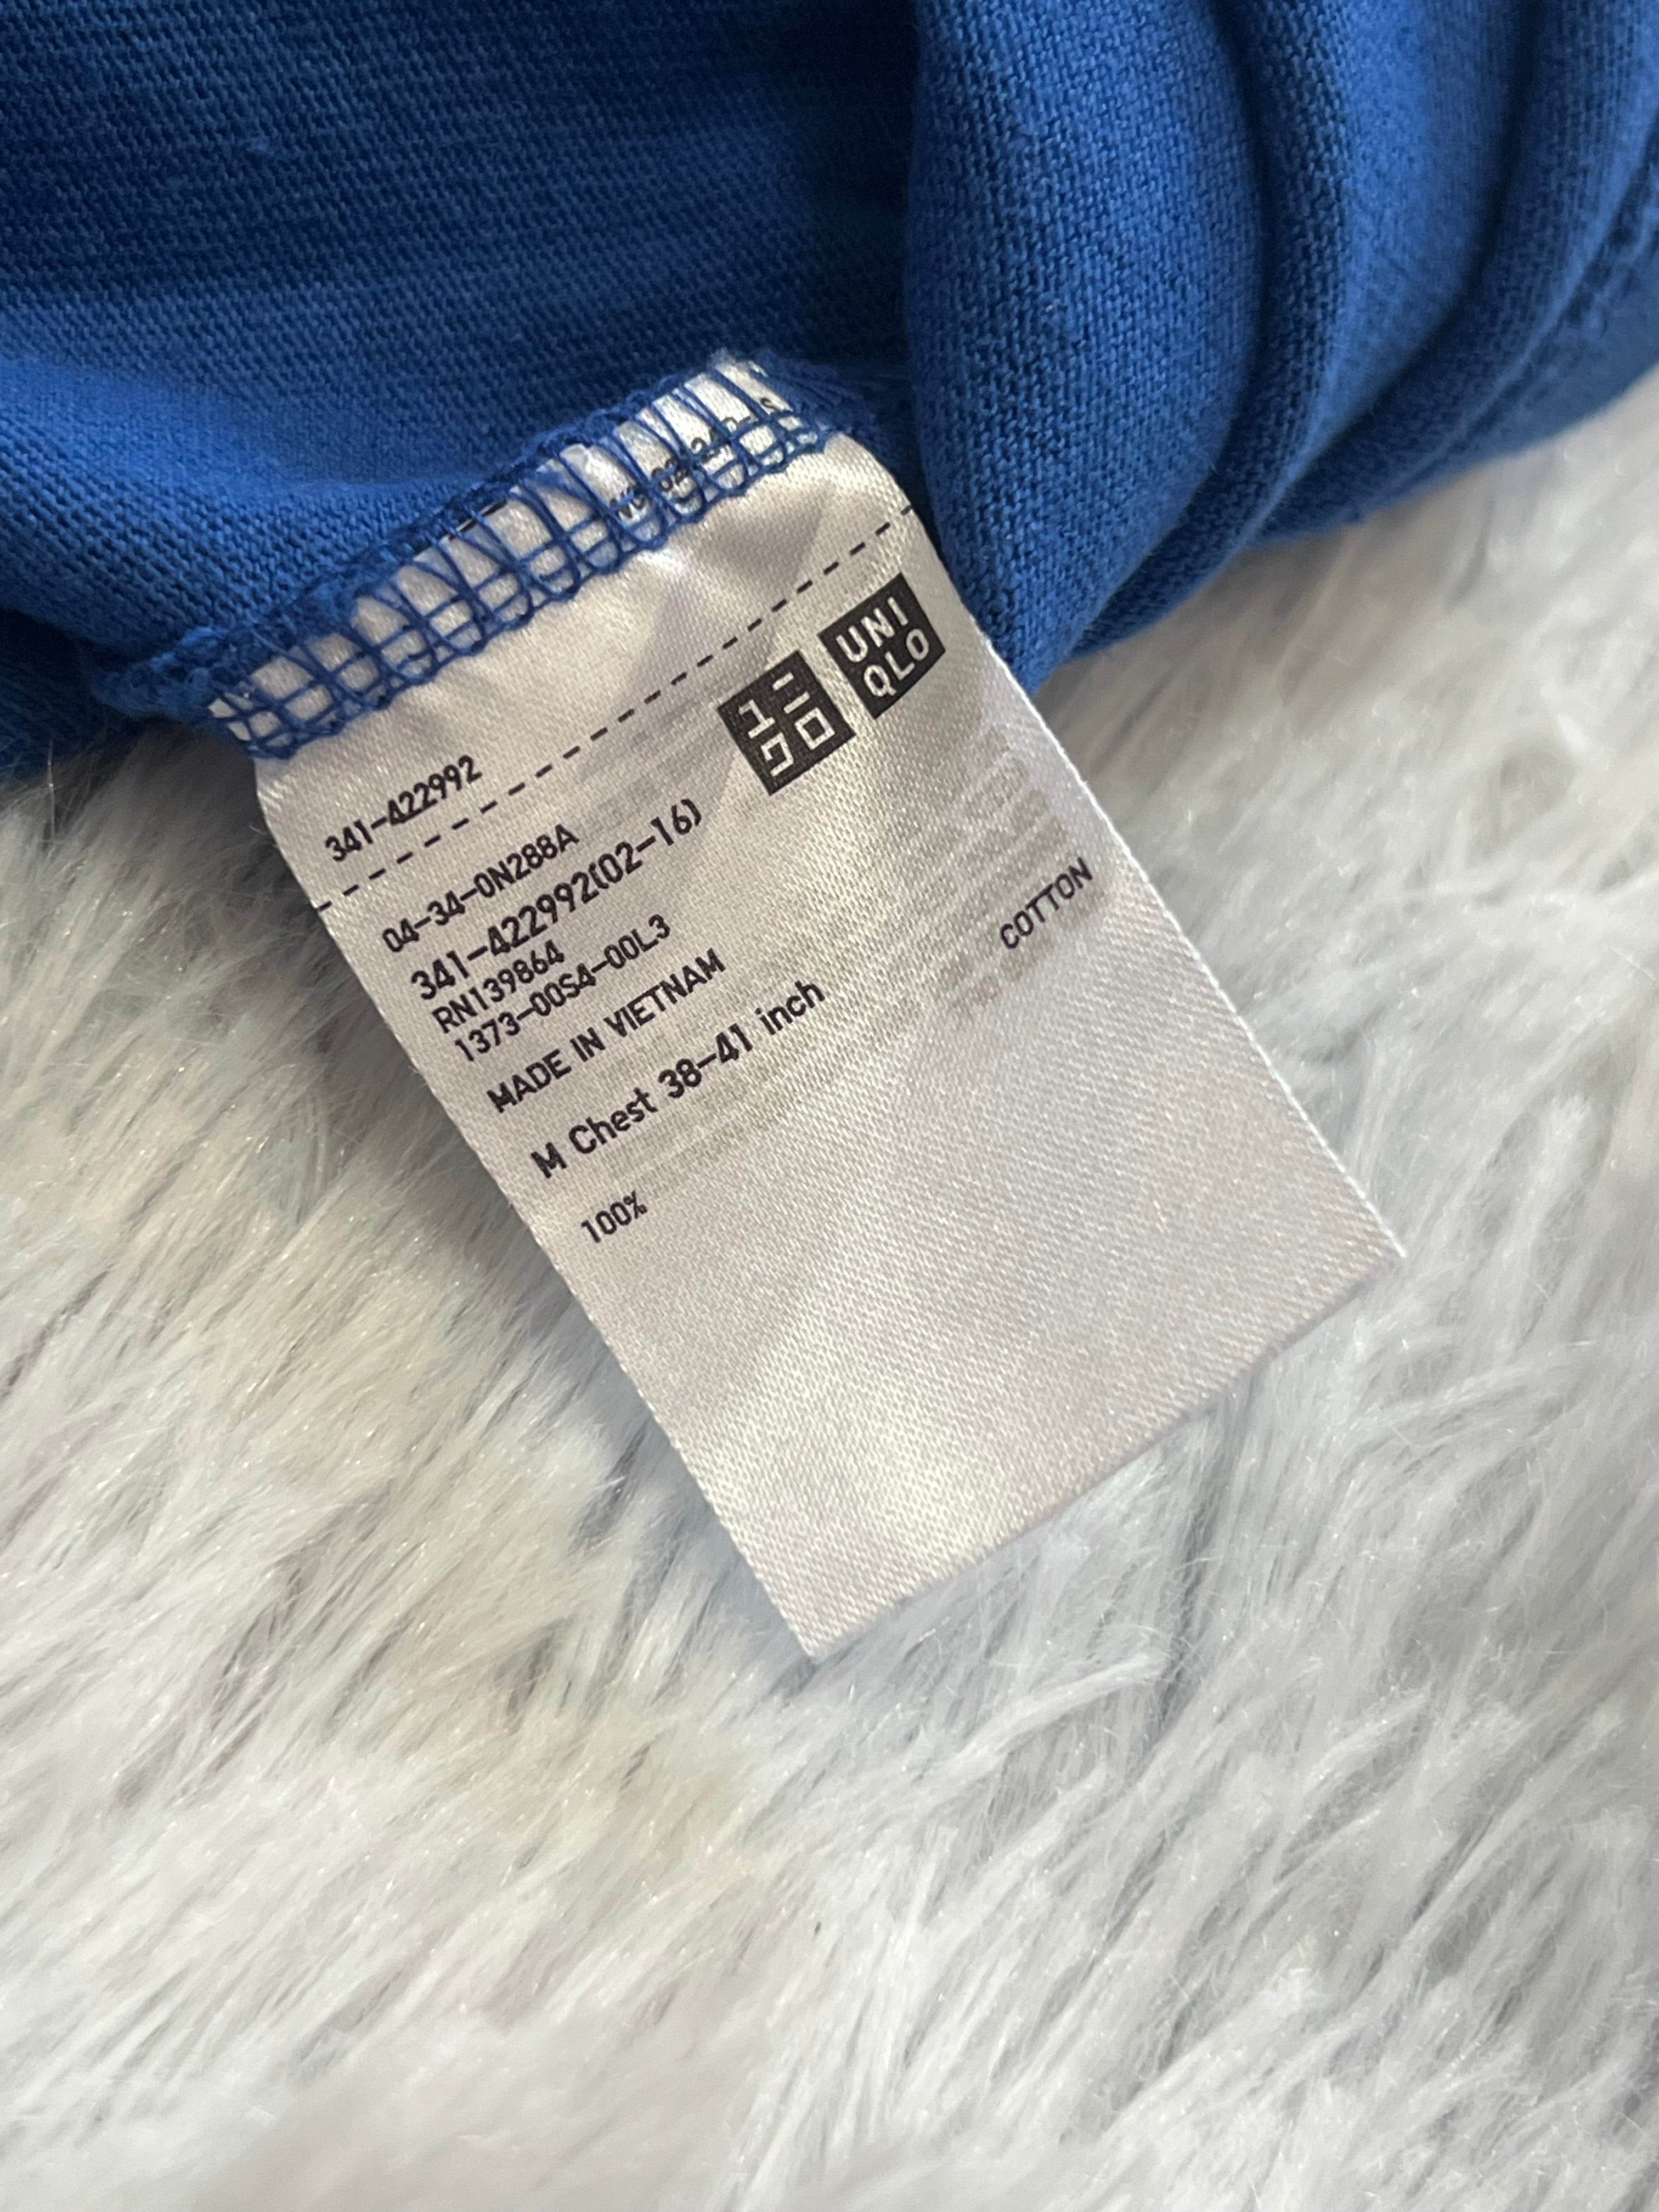 341-422992
ユニ
クロ
UNI
QLO
04-34-0N288A
341-422992(02-16)
RN139864
1373-00S4-00L3
MADE IN VIETNAM
M Chest 38-41 inch
100% COTTON